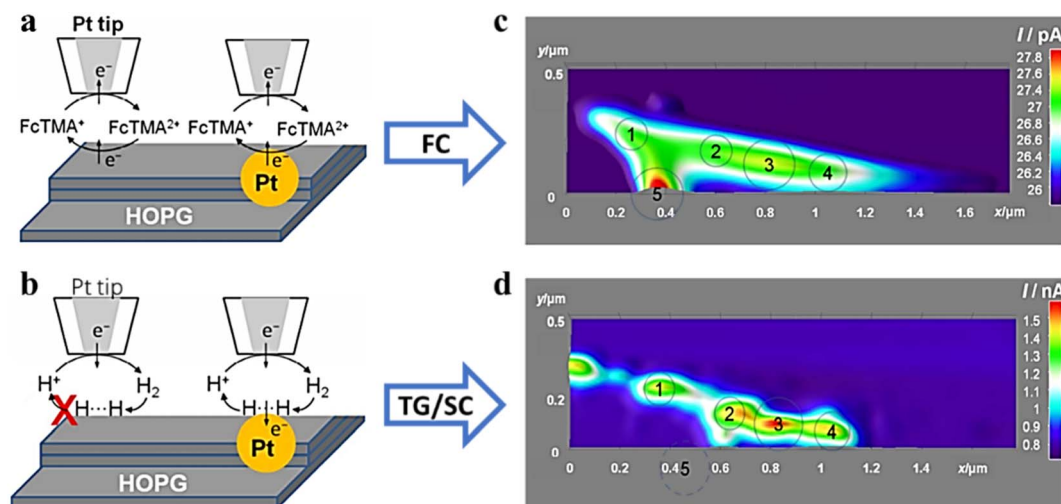 a
Pt tip
e⁻
e⁻
FcTMA⁺
FcTMA²⁺
FcTMA⁺
FcTMA²⁺
e⁻
e⁻
Pt
HOPG
FC
c
I / pA
y/μm
0.5
0
1
2
3
4
5
0 0.2 0.4 0.6 0.8 1 1.2 1.4 1.6 x/μm
27.8
27.6
27.4
27.2
27
26.8
26.6
26.4
26.2
26
b
Pt tip
e⁻
e⁻
H⁺
H₂
H⁺
H₂
X
H···H
H···H
e⁻
Pt
HOPG
TG/SC
d
I / nA
y/μm
0.5
0.2
0
1
2
3
4
5
0 0.2 0.4 0.6 0.8 1 1.2 1.4 x/μm
1.5
1.4
1.3
1.2
1.1
1
0.9
0.8